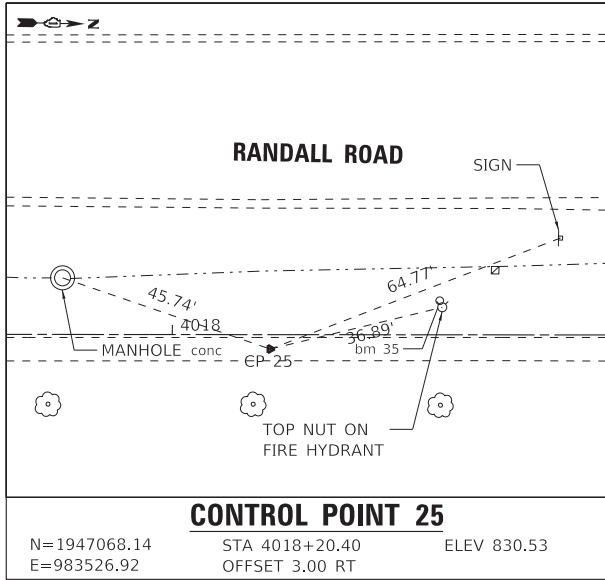 N
RANDALL ROAD
SIGN
64.77'
45.74'
4018
36.89'
MANHOLE conc
bm 35
CP 25
TOP NUT ON
FIRE HYDRANT
CONTROL POINT 25
N=1947068.14 STA 4018+20.40 ELEV 830.53
E=983526.92 OFFSET 3.00 RT